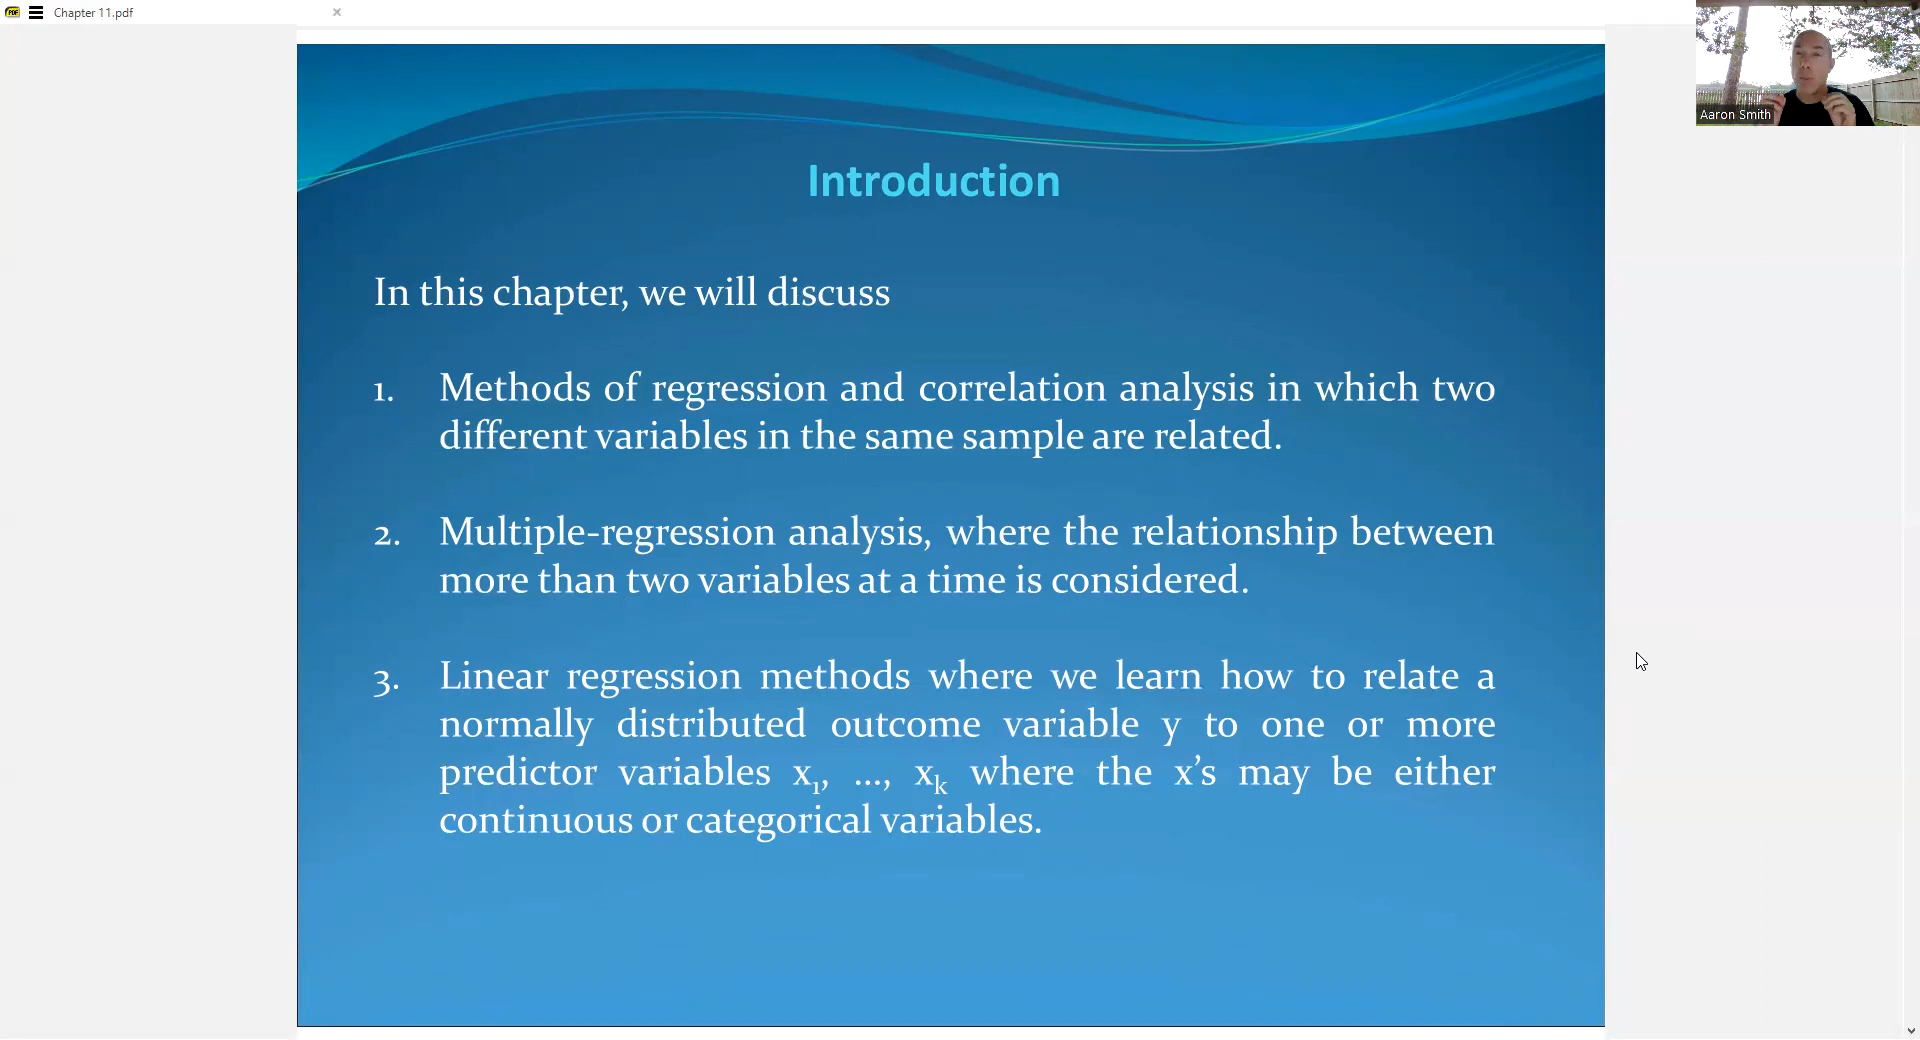 PDF
Chapter 11.pdf
Aaron Smith
Introduction
In this chapter, we will discuss
1. Methods of regression and correlation analysis in which two
different variables in the same sample are related.
2. Multiple-regression analysis, where the relationship between
more than two variables at a time is considered.
3. Linear regression methods where we learn how to relate a
normally distributed outcome variable y to one or more
predictor variables x₁, ..., xₖ where the x’s may be either
continuous or categorical variables.